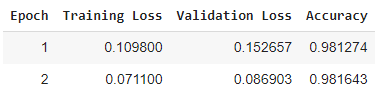 Epoch Training Loss Validation Loss Accuracy
1 0.109800 0.152657 0.981274
2 0.071100 0.086903 0.981643